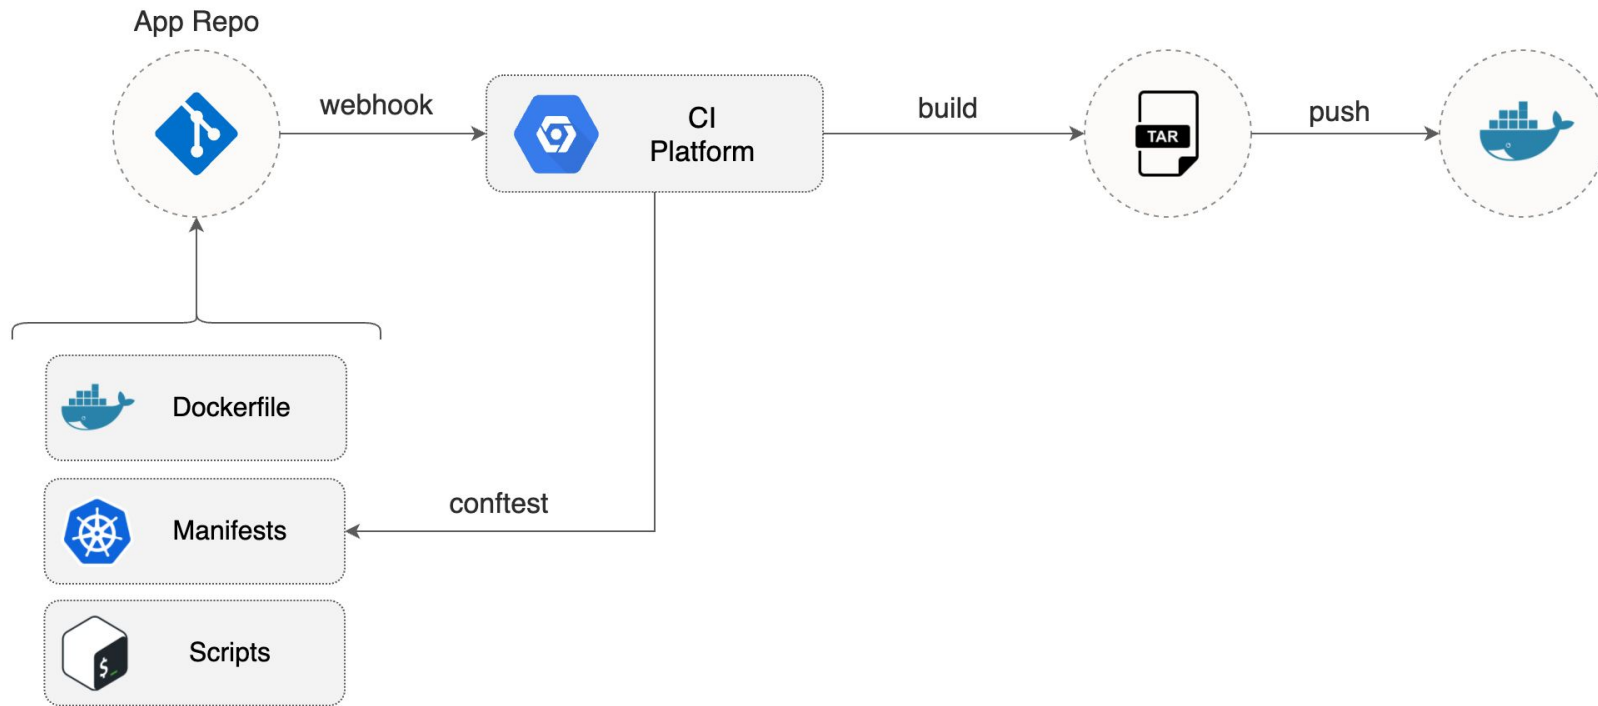 App Repo
webhook
CI
Platform
build
TAR
push
Dockerfile
conftest
Manifests
$_
Scripts